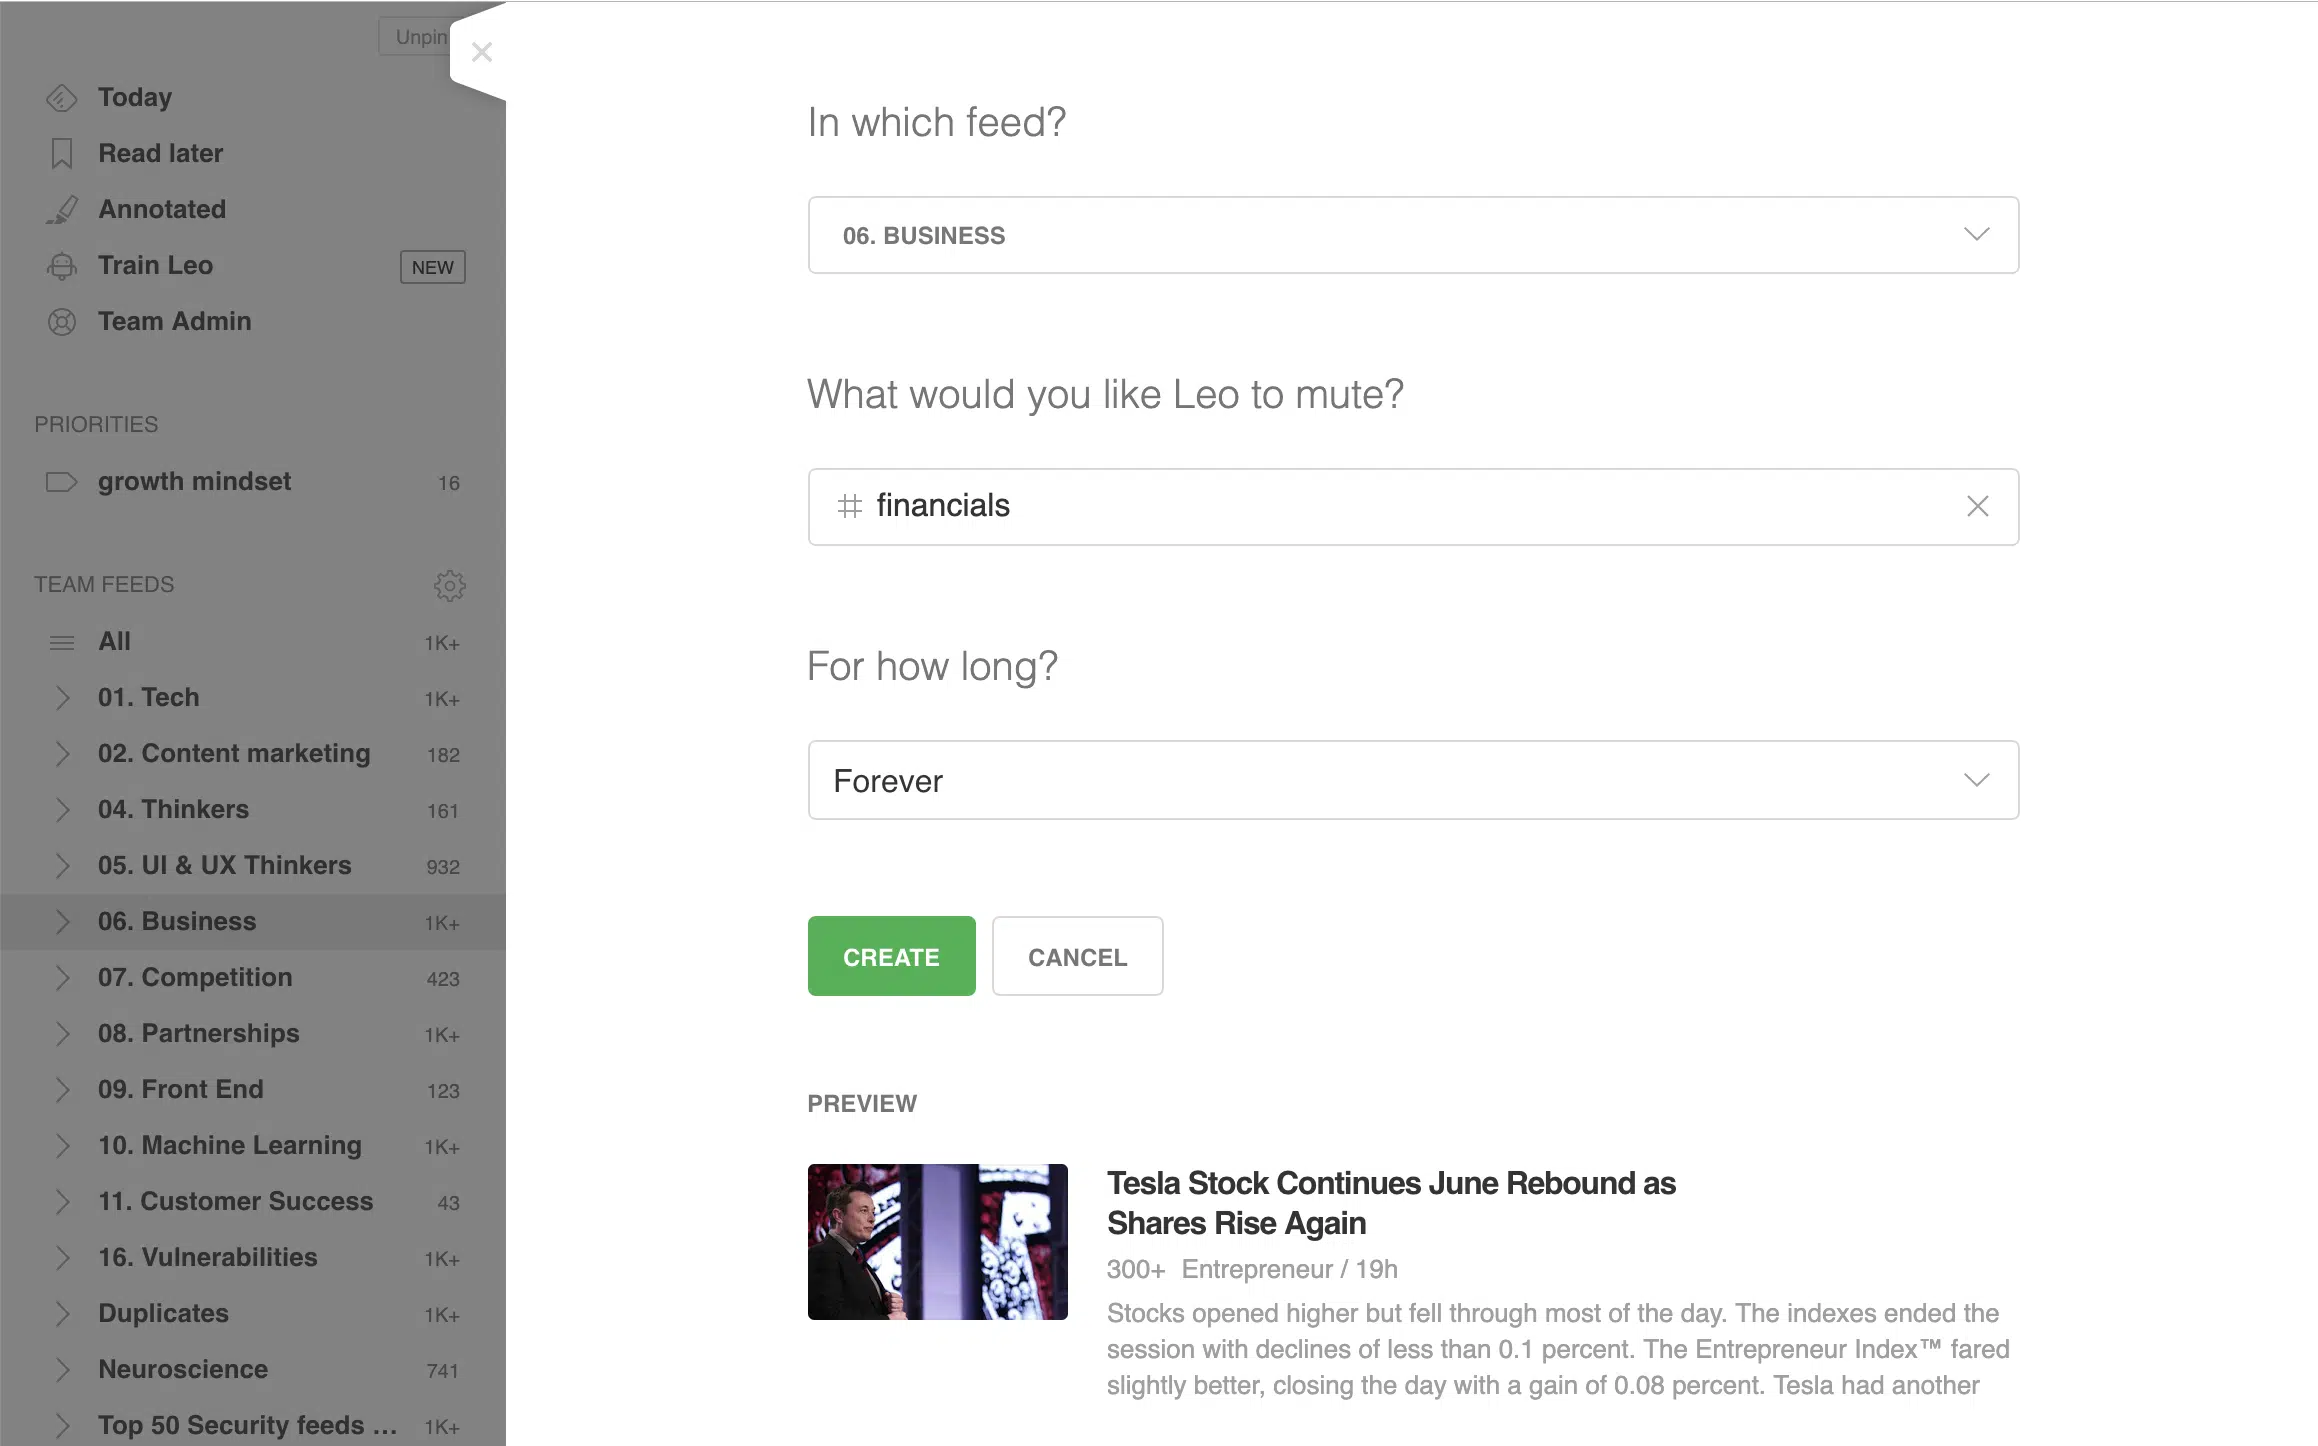 Unpin
Today
Read later
Annotated
Train Leo NEW
Team Admin
PRIORITIES
growth mindset 16
TEAM FEEDS
All 1K+
01. Tech 1K+
02. Content marketing 182
04. Thinkers 161
05. UI & UX Thinkers 932
06. Business 1K+
07. Competition 423
08. Partnerships 1K+
09. Front End 123
10. Machine Learning 1K+
11. Customer Success 43
16. Vulnerabilities 1K+
Duplicates 1K+
Neuroscience 741
Top 50 Security feeds ... 1K+
In which feed?
06. BUSINESS
What would you like Leo to mute?
# financials
For how long?
Forever
CREATE CANCEL
PREVIEW
Tesla Stock Continues June Rebound as
Shares Rise Again
300+ Entrepreneur / 19h
Stocks opened higher but fell through most of the day. The indexes ended the
session with declines of less than 0.1 percent. The Entrepreneur Index™ fared
slightly better, closing the day with a gain of 0.08 percent. Tesla had another